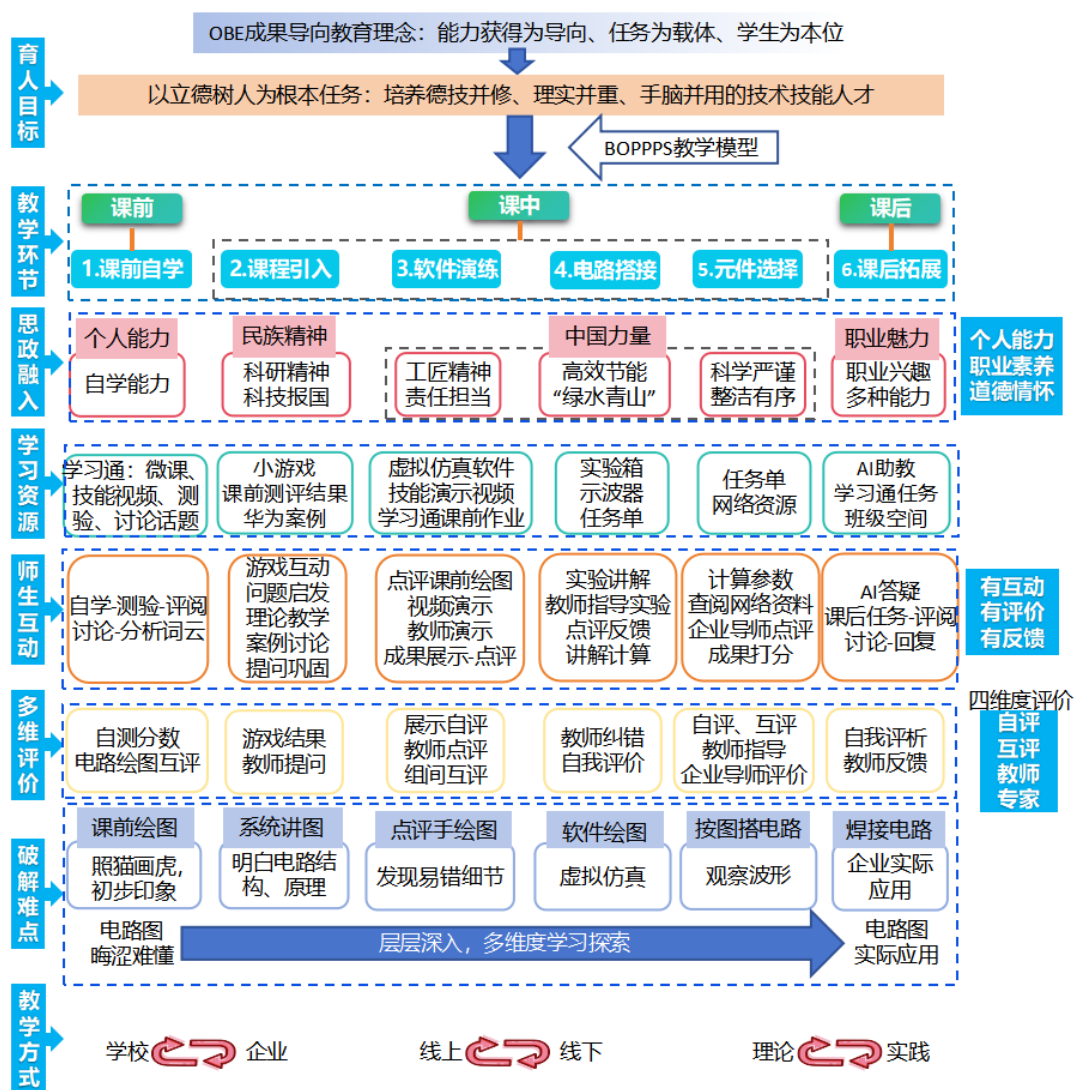 OBE成果导向教育理念：能力获得为导向、任务为载体、学生为本位
育人目标
以立德树人为根本任务：培养德技并修、理实并重、手脑并用的技术技能人才
BOPPPS教学模型
教学环节
课前
课中
课后
1.课前自学
2.课程引入
3.软件演练
4.电路搭接
5.元件选择
6.课后拓展
思政融入
个人能力
民族精神
中国力量
职业魅力
自学能力
科研精神
科技报国
工匠精神
责任担当
高效节能
“绿水青山”
科学严谨
整洁有序
职业兴趣
多种能力
个人能力
职业素养
道德情怀
学习资源
学习通：微课、
技能视频、测
验、讨论话题
小游戏
课前测评结果
华为案例
虚拟仿真软件
技能演示视频
学习通课前作业
实验箱
示波器
任务单
任务单
网络资源
AI助教
学习通任务
班级空间
师生互动
自学-测验-评阅
讨论-分析词云
游戏互动
问题启发
理论教学
案例讨论
提问巩固
点评课前绘图
视频演示
教师演示
成果展示-点评
实验讲解
教师指导实验
点评反馈
讲解计算
计算参数
查阅网络资料
企业导师点评
成果打分
AI答疑
课后任务-评阅
讨论-回复
有互动
有评价
有反馈
多维评价
自测分数
电路绘图互评
游戏结果
教师提问
展示自评
教师点评
组间互评
教师纠错
自我评价
自评、互评
教师指导
企业导师评价
自我评析
教师反馈
四维度评价
自评
互评
教师
专家
破解难点
课前绘图
系统讲图
点评手绘图
软件绘图
按图搭电路
焊接电路
照猫画虎，
初步印象
明白电路结
构、原理
发现易错细节
虚拟仿真
观察波形
企业实际
应用
电路图
晦涩难懂
层层深入，多维度学习探索
电路图
实际应用
教学方式
学校
企业
线上
线下
理论
实践